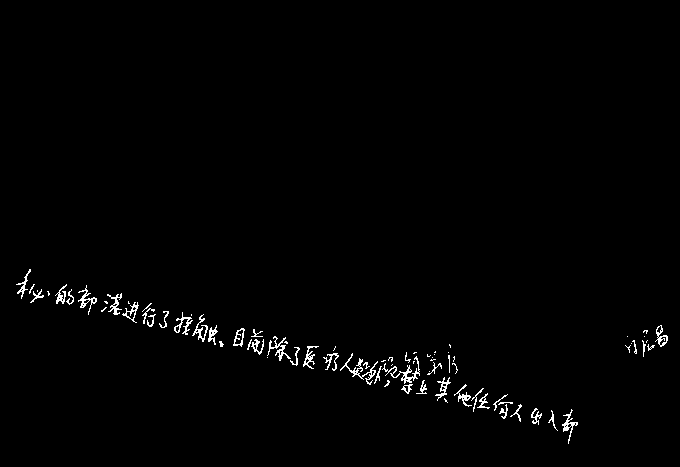 秘的部落进行了接触。目前除了医疗人员，禁止其他任何人出入部